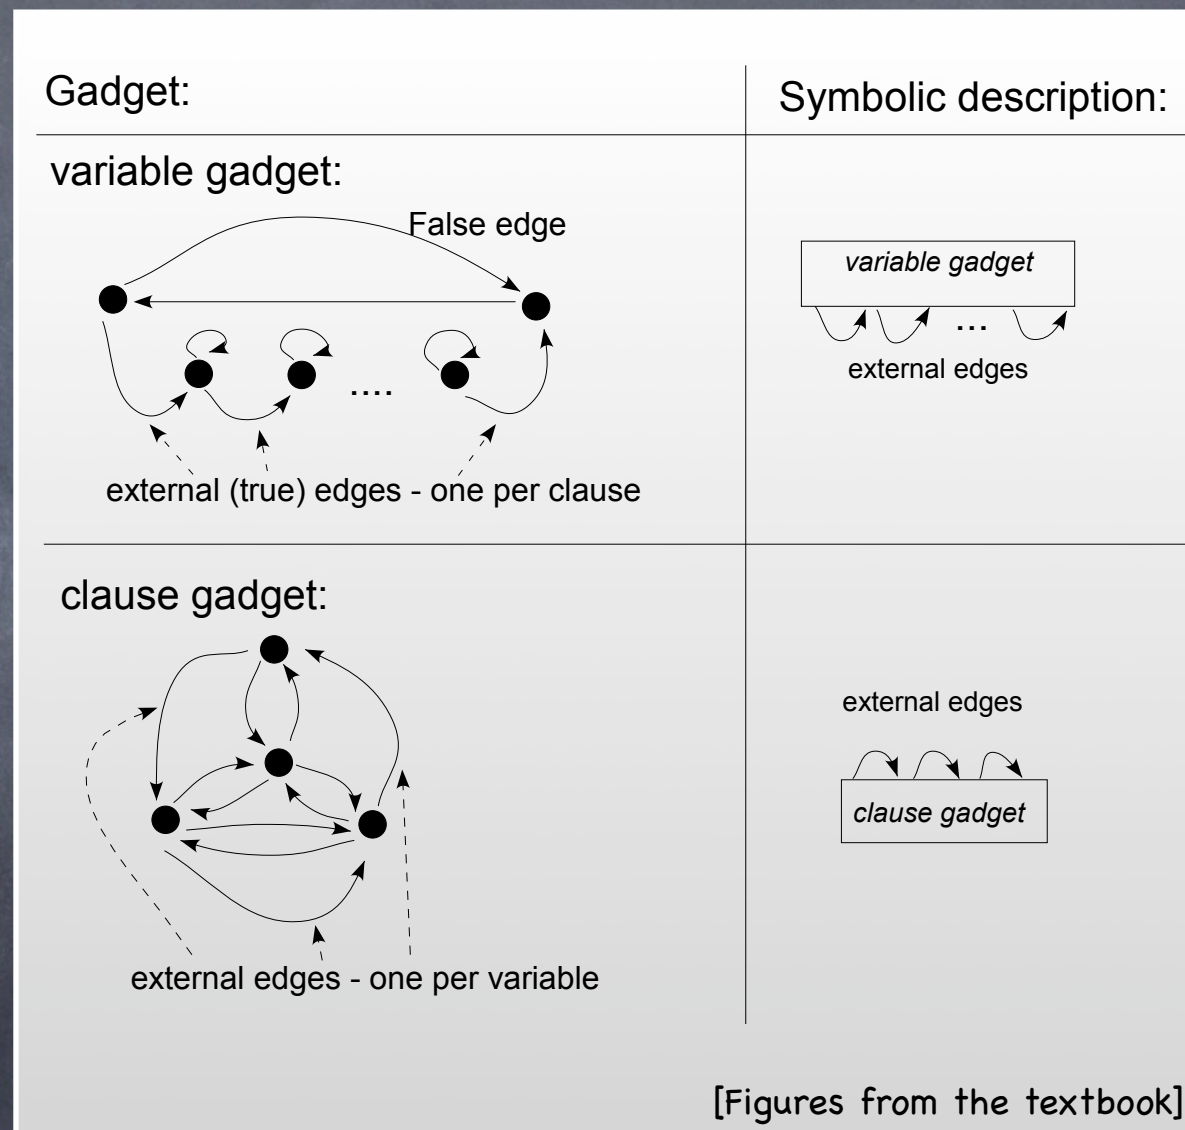 Gadget:
Symbolic description:
variable gadget:
False edge
....
external (true) edges - one per clause
variable gadget
...
external edges
clause gadget:
external edges - one per variable
external edges
clause gadget
[Figures from the textbook]